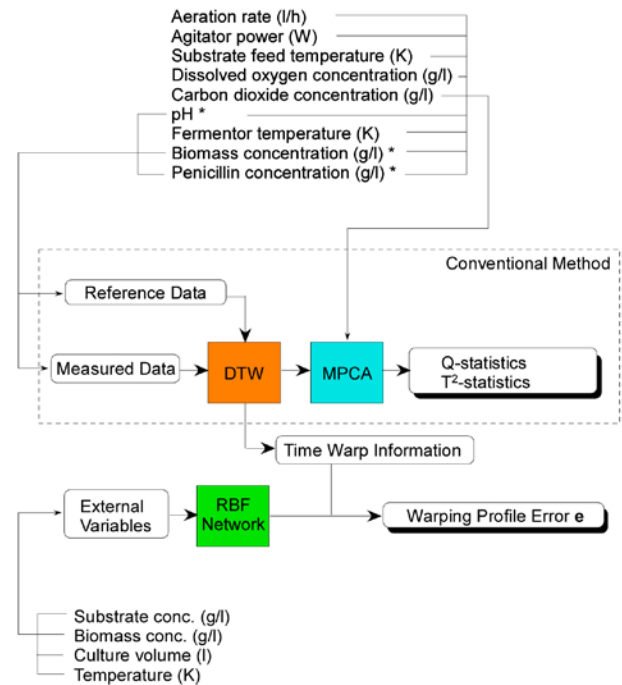 Aeration rate (l/h)
Agitator power (W)
Substrate feed temperature (K)
Dissolved oxygen concentration (g/l)
Carbon dioxide concentration (g/l)
pH *
Fermentor temperature (K)
Biomass concentration (g/l) *
Penicillin concentration (g/l) *
Conventional Method
Reference Data
Measured Data
DTW
MPCA
Q-statistics
T²-statistics
Time Warp Information
External
Variables
RBF
Network
Warping Profile Error e
Substrate conc. (g/l)
Biomass conc. (g/l)
Culture volume (l)
Temperature (K)